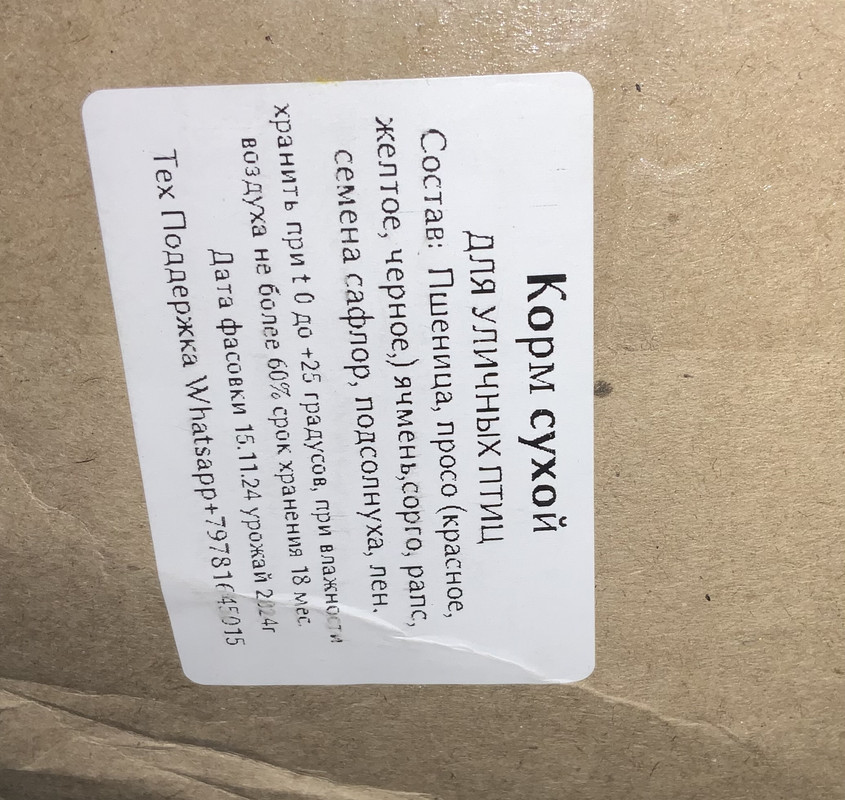 Корм сухой
для уличных птиц
Состав: Пшеница, просо (красное,
желтое, черное,) ячмень,сорго, рапс,
семена сафлор, подсолнуха, лен.
хранить при t 0 до +25 градусов, при влажности
воздуха не более 60% срок хранения 18 мес.
Дата фасовки 15.11.24 урожай 2024г
Тех Поддержка Whatsapp